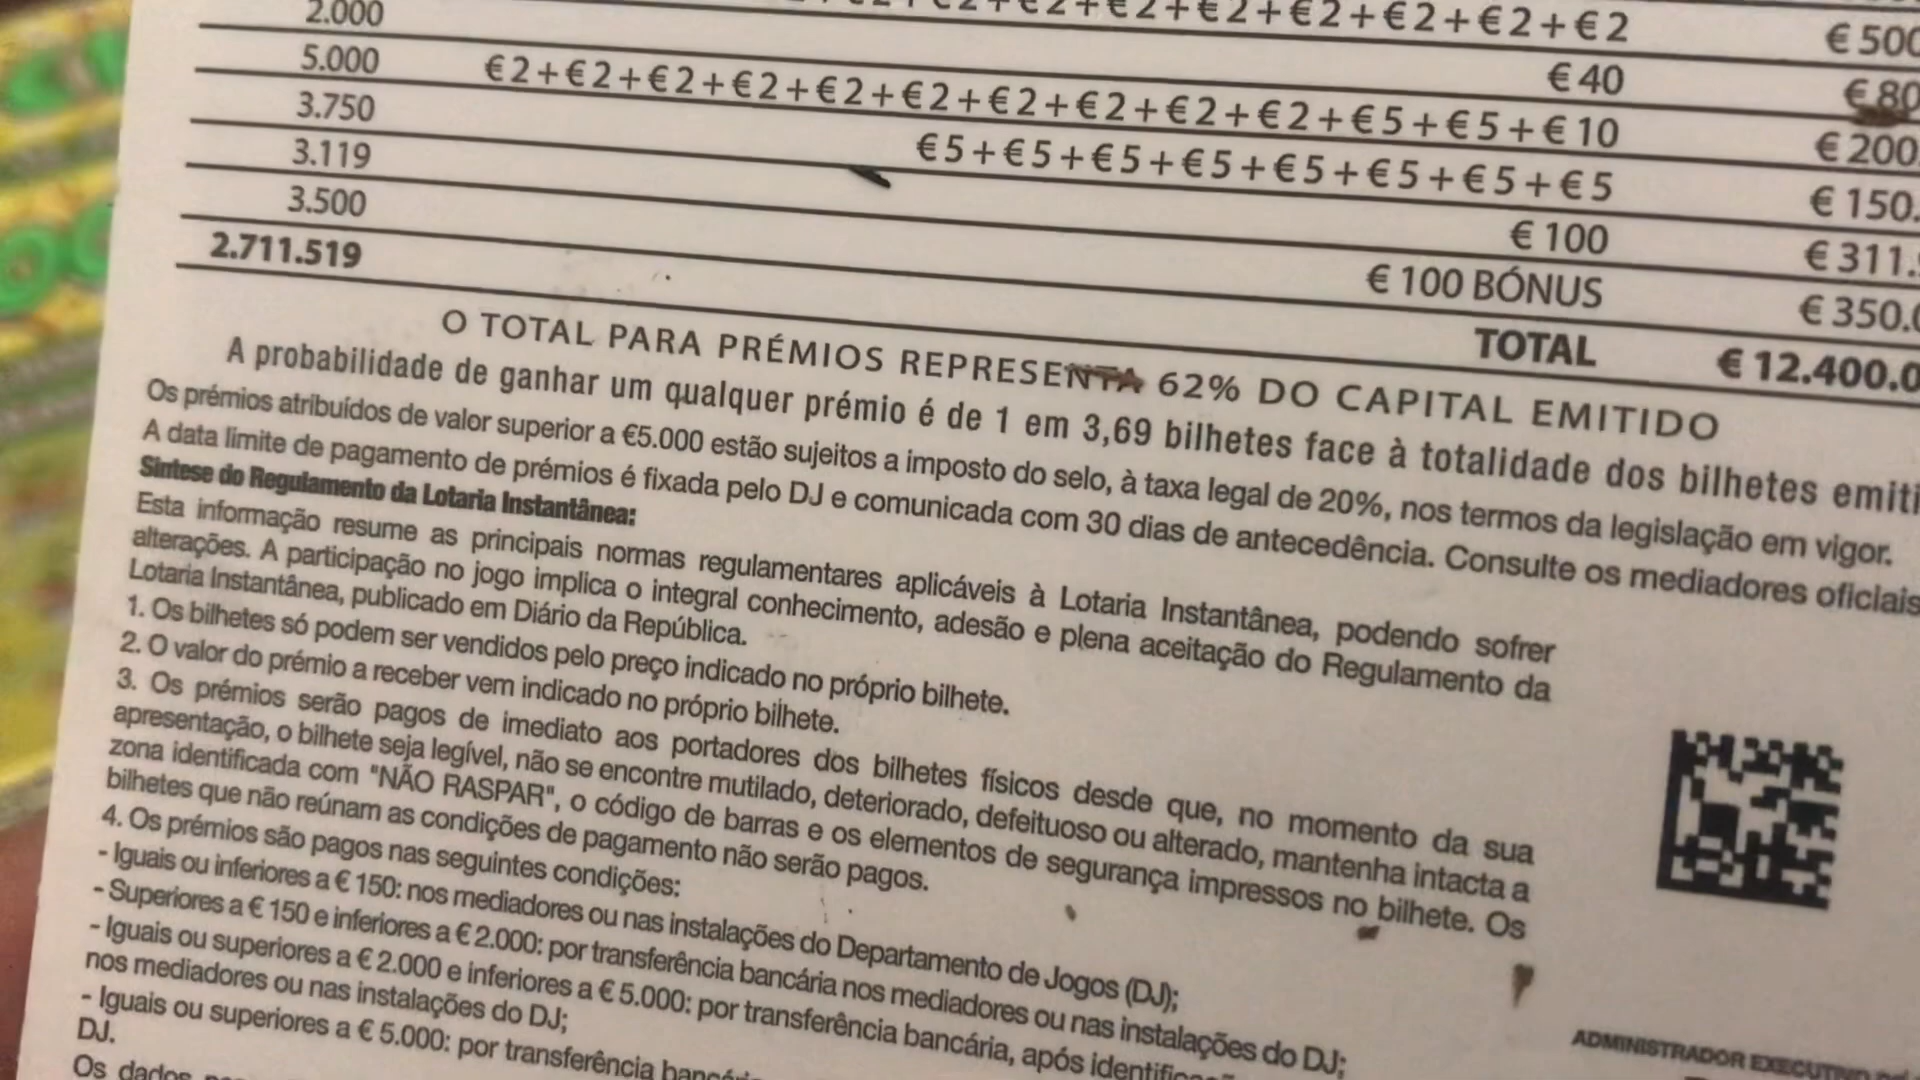 €2+€2+€2+€2+€2+€2 €500
2.000 €40 €80
5.000 €2+€2+€2+€2+€2+€2+€2+€2+€2+€2+€5+€5+€10 €200
3.750 €5+€5+€5+€5+€5+€5+€5+€5 €150.
3.119 €100 €311.
3.500 €100 BÓNUS €350.0
2.711.519 TOTAL €12.400.0
O TOTAL PARA PRÉMIOS REPRESENTA 62% DO CAPITAL EMITIDO
A probabilidade de ganhar um qualquer prémio é de 1 em 3,69 bilhetes face à totalidade dos bilhetes emiti
Os prémios atribuídos de valor superior a €5.000 estão sujeitos a imposto do selo, à taxa legal de 20%, nos termos da legislação em vigor.
A data limite de pagamento de prémios é fixada pelo DJ e comunicada com 30 dias de antecedência. Consulte os mediadores oficiais
Síntese do Regulamento da Lotaria Instantânea:
Esta informação resume as principais normas regulamentares aplicáveis à Lotaria Instantânea, podendo sofrer
alterações. A participação no jogo implica o integral conhecimento, adesão e plena aceitação do Regulamento da
Lotaria Instantânea, publicado em Diário da República.
1. Os bilhetes só podem ser vendidos pelo preço indicado no próprio bilhete.
2. O valor do prémio a receber vem indicado no próprio bilhete.
3. Os prémios serão pagos de imediato aos portadores dos bilhetes físicos desde que, no momento da sua
apresentação, o bilhete seja legível, não se encontre mutilado, deteriorado, defeituoso ou alterado, mantenha intacta a
zona identificada com "NÃO RASPAR", o código de barras e os elementos de segurança impressos no bilhete. Os
bilhetes que não reúnam as condições de pagamento não serão pagos.
4. Os prémios são pagos nas seguintes condições:
- Iguais ou inferiores a € 150: nos mediadores ou nas instalações do Departamento de Jogos (DJ);
- Superiores a € 150 e inferiores a € 2.000: por transferência bancária nos mediadores ou nas instalações do DJ;
- Iguais ou superiores a € 2.000 e inferiores a € 5.000: por transferência bancária, após identific
nos mediadores ou nas instalações do DJ;
- Iguais ou superiores a € 5.000: por transferência
DJ.
Os dados
ADMINISTRADOR EXECUTIVO